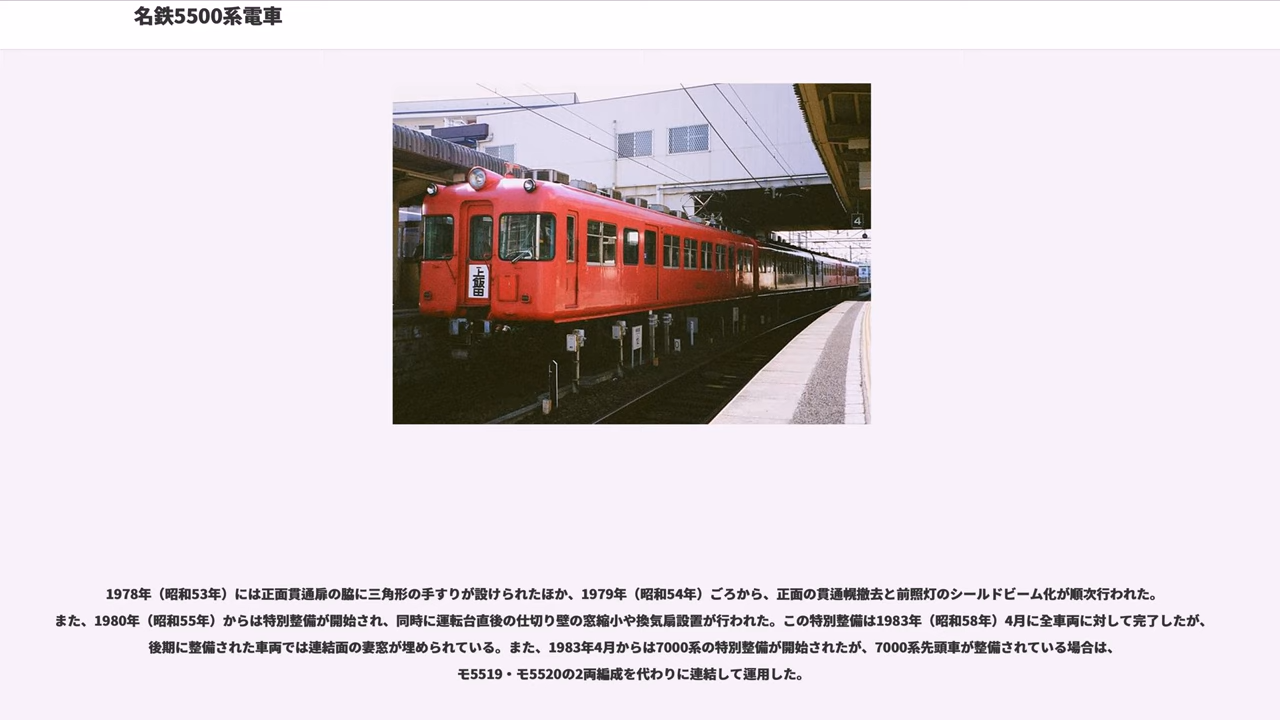 名鉄5500系電車
4
上飯田
1978年（昭和53年）には正面貫通扉の脇に三角形の手すりが設けられたほか、1979年（昭和54年）ごろから、正面の貫通幌撤去と前照灯のシールドビーム化が順次行われた。
また、1980年（昭和55年）からは特別整備が開始され、同時に運転台直後の仕切り壁の窓縮小や換気扇設置が行われた。この特別整備は1983年（昭和58年）4月に全車両に対して完了したが、
後期に整備された車両では連結面の妻窓が埋められている。また、1983年4月からは7000系の特別整備が開始されたが、7000系先頭車が整備されている場合は、
モ5519・モ5520の2両編成を代わりに連結して運用した。